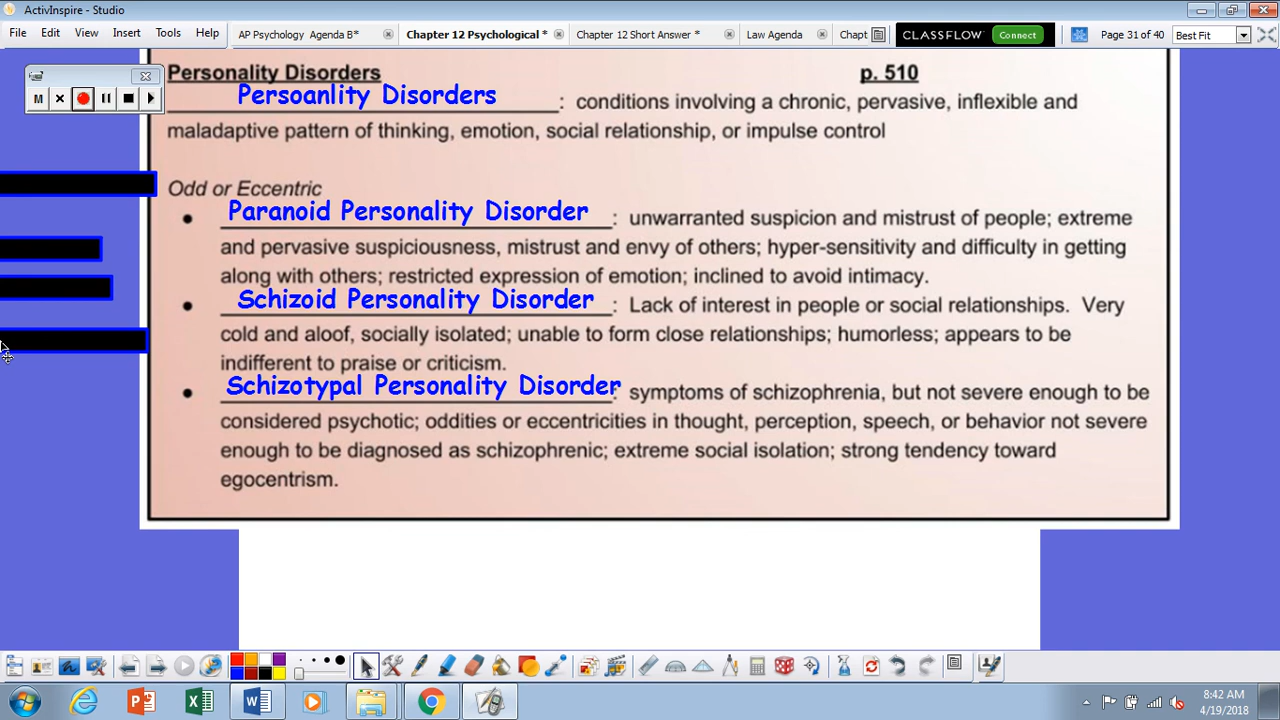 ActivInspire - Studio
File Edit View Insert Tools Help
AP Psychology Agenda B* Chapter 12 Psychological * Chapter 12 Short Answer * Law Agenda Chapt CLASSFLOW Connect Page 31 of 40 Best Fit
M
Personality Disorders p. 510
Persoanlity Disorders : conditions involving a chronic, pervasive, inflexible and
maladaptive pattern of thinking, emotion, social relationship, or impulse control
Odd or Eccentric
● Paranoid Personality Disorder : unwarranted suspicion and mistrust of people; extreme
and pervasive suspiciousness, mistrust and envy of others; hyper-sensitivity and difficulty in getting
along with others; restricted expression of emotion; inclined to avoid intimacy.
● Schizoid Personality Disorder : Lack of interest in people or social relationships. Very
cold and aloof, socially isolated; unable to form close relationships; humorless; appears to be
indifferent to praise or criticism.
● Schizotypal Personality Disorder : symptoms of schizophrenia, but not severe enough to be
considered psychotic; oddities or eccentricities in thought, perception, speech, or behavior not severe
enough to be diagnosed as schizophrenic; extreme social isolation; strong tendency toward
egocentrism.
8:42 AM
4/19/2018